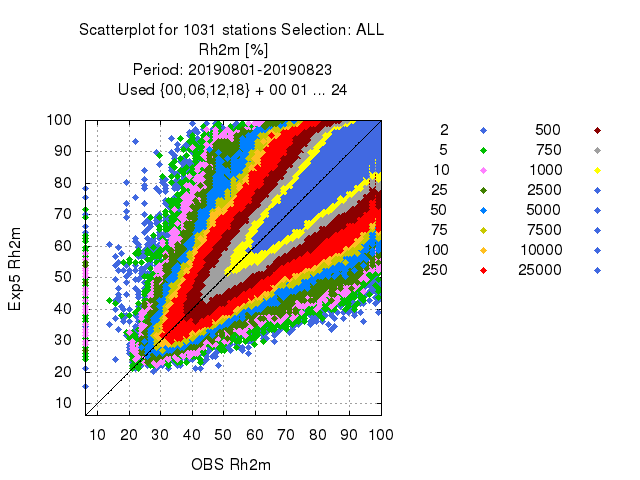 Scatterplot for 1031 stations Selection: ALL
Rh2m [%]
Period: 20190801-20190823
Used {00,06,12,18} + 00 01 ... 24
100
90
80
70
60
50
40
30
20
10
Exp5 Rh2m
10 20 30 40 50 60 70 80 90 100
OBS Rh2m
2 500
5 750
10 1000
25 2500
50 5000
75 7500
100 10000
250 25000